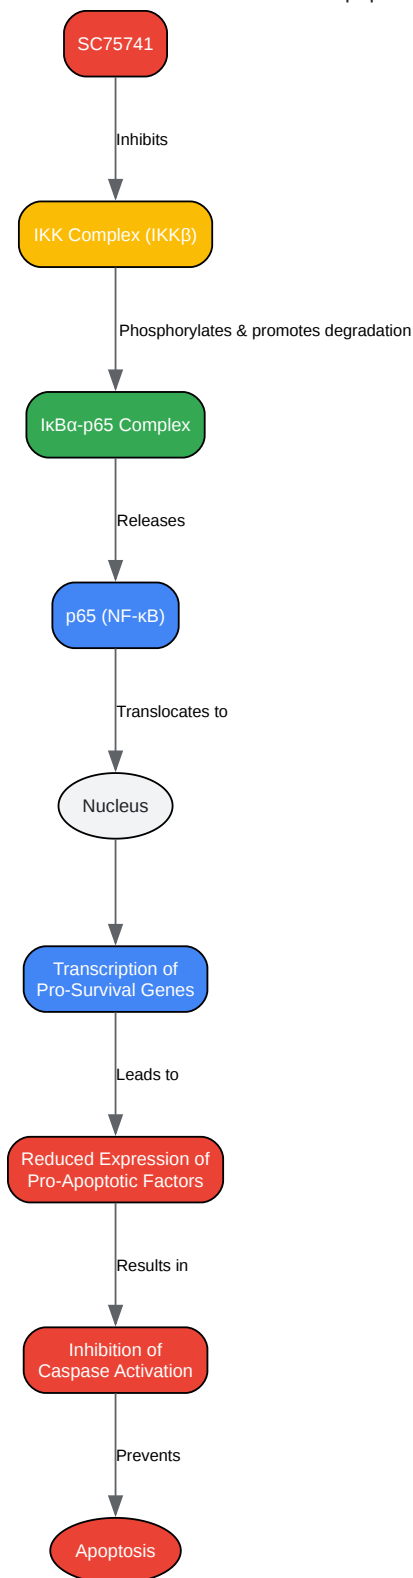 SC75741
Inhibits
IKK Complex (IKKβ)
Phosphorylates & promotes degradation
IκBα-p65 Complex
Releases
p65 (NF-κB)
Translocates to
Nucleus
Transcription of
Pro-Survival Genes
Leads to
Reduced Expression of
Pro-Apoptotic Factors
Results in
Inhibition of
Caspase Activation
Prevents
Apoptosis